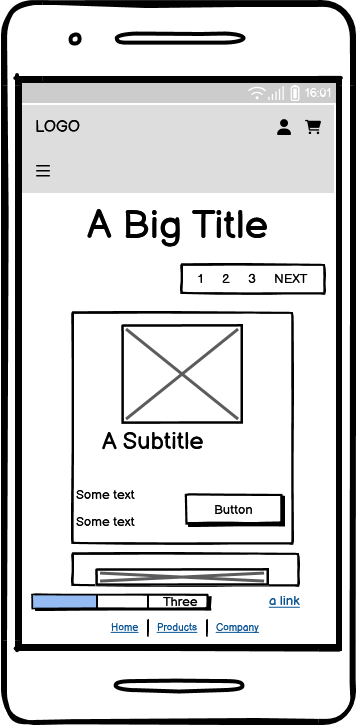 16:01
LOGO
A Big Title
1 2 3 NEXT
A Subtitle
Some text
Some text
Button
Three
a link
Home Products Company